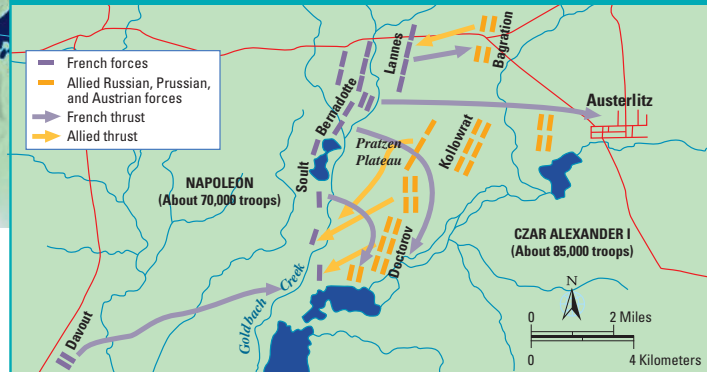 French forces
Allied Russian, Prussian,
and Austrian forces
French thrust
Allied thrust
Bernadotte
Lannes
Bagration
Austerlitz
Pratzen
Plateau
Kollowrat
Soult
NAPOLEON
(About 70,000 troops)
CZAR ALEXANDER I
(About 85,000 troops)
Doctorov
Goldbach Creek
Davout
N
0 2 Miles
0 4 Kilometers